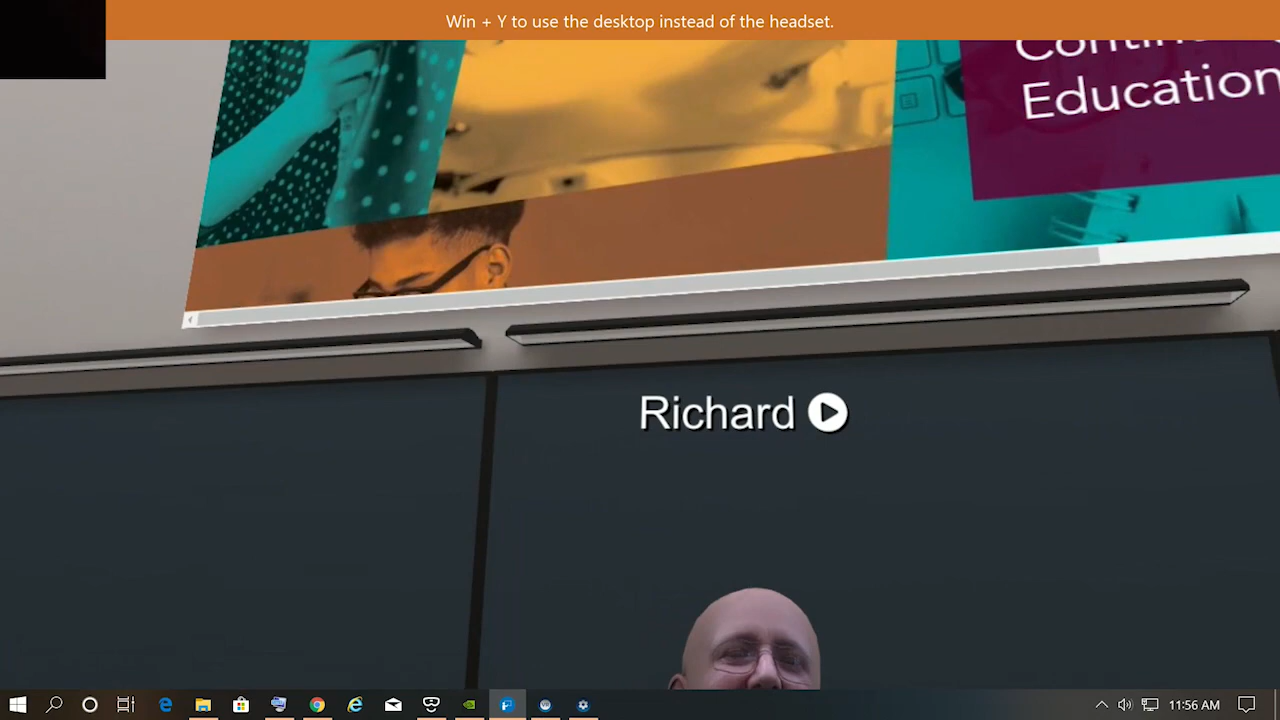 Win + Y to use the desktop instead of the headset.
Education
Richard
11:56 AM